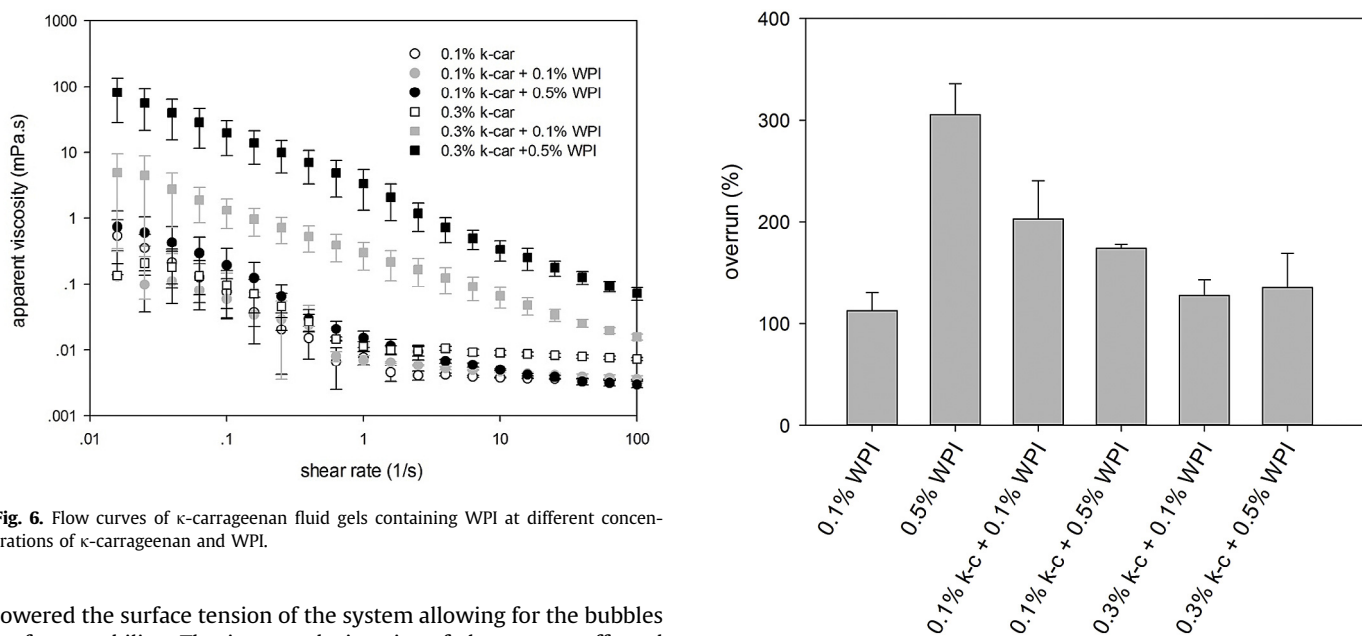 1000
100
10
1
.1
.01
.001
apparent viscosity (mPa.s)
0.1% k-car
0.1% k-car + 0.1% WPI
0.1% k-car + 0.5% WPI
0.3% k-car
0.3% k-car + 0.1% WPI
0.3% k-car +0.5% WPI
.01 .1 1 10 100
shear rate (1/s)
ig. 6. Flow curves of κ-carrageenan fluid gels containing WPI at different concen-
rations of κ-carrageenan and WPI.
owered the surface tension of the system allowing for the bubbles
400
300
200
100
0
overrun (%)
0.1% WPI
0.5% WPI
0.1% k-c + 0.1% WPI
0.1% k-c + 0.5% WPI
0.3% k-c + 0.1% WPI
0.3% k-c + 0.5% WPI